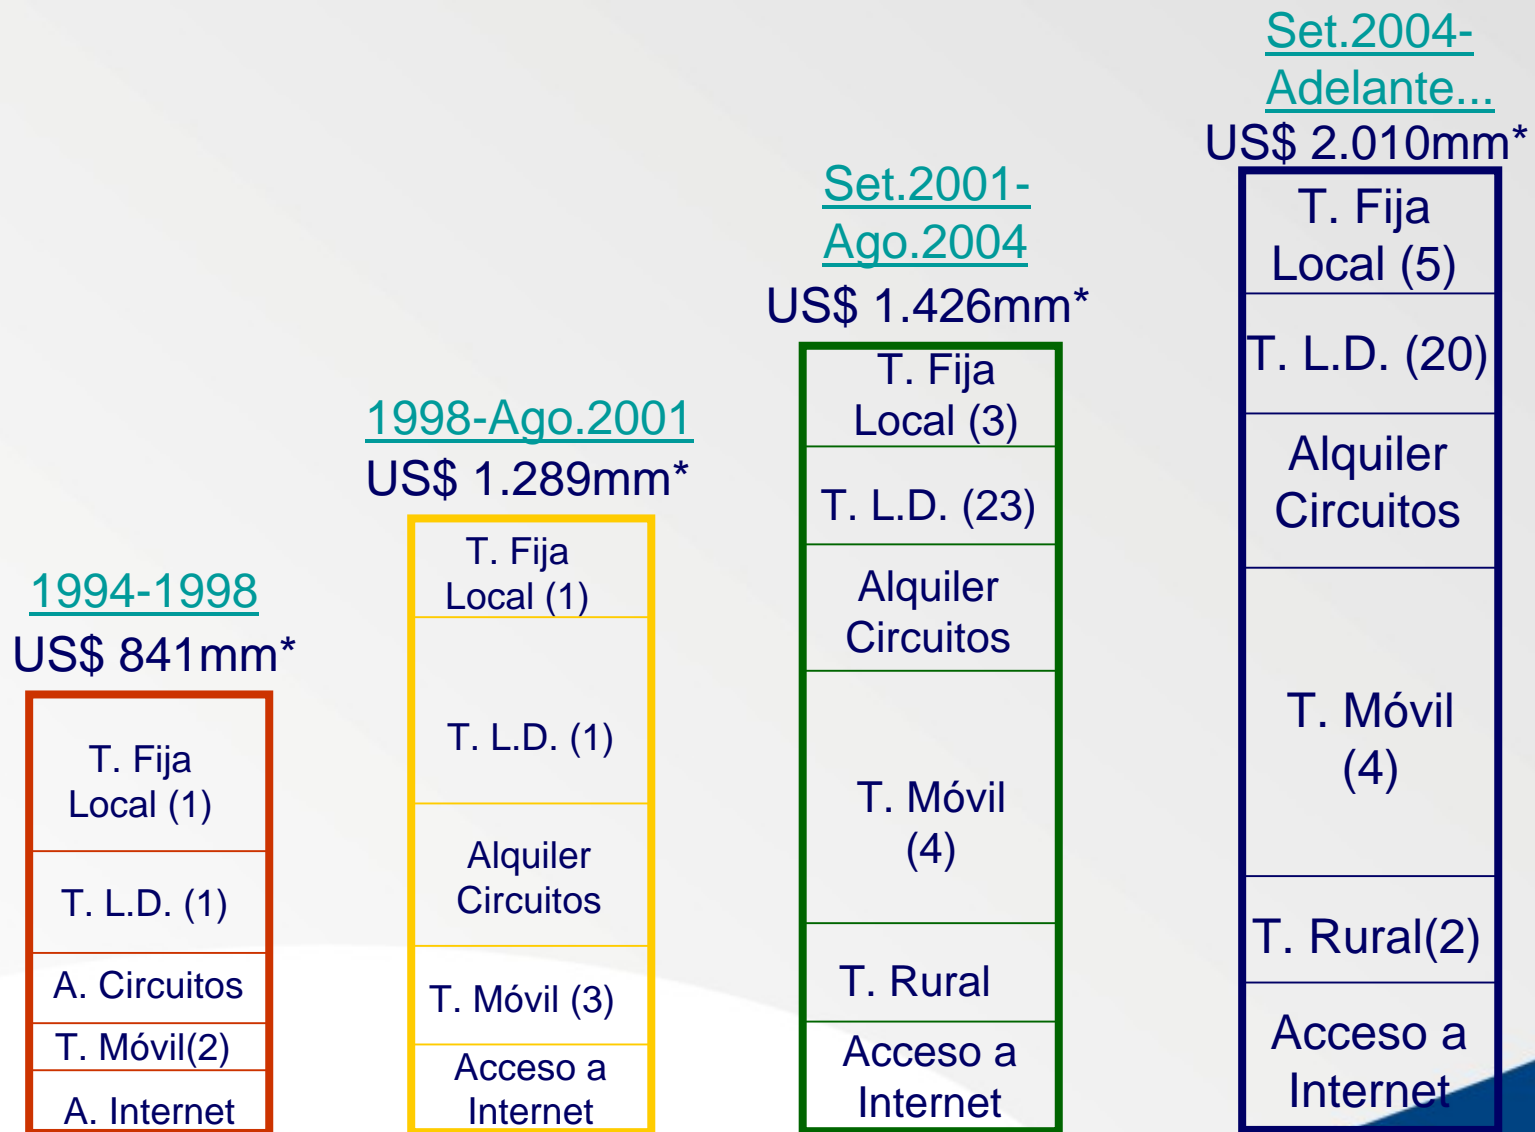 1994-1998
US$ 841mm*
T. Fija
Local (1)
T. L.D. (1)
A. Circuitos
T. Móvil(2)
A. Internet
1998-Ago.2001
US$ 1.289mm*
T. Fija
Local (1)
T. L.D. (1)
Alquiler
Circuitos
T. Móvil (3)
Acceso a
Internet
Set.2001-
Ago.2004
US$ 1.426mm*
T. Fija
Local (3)
T. L.D. (23)
Alquiler
Circuitos
T. Móvil
(4)
T. Rural
Acceso a
Internet
Set.2004-
Adelante...
US$ 2.010mm*
T. Fija
Local (5)
T. L.D. (20)
Alquiler
Circuitos
T. Móvil
(4)
T. Rural(2)
Acceso a
Internet